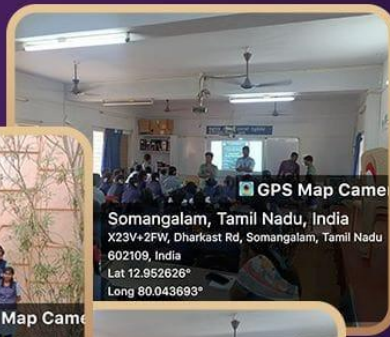 GPS Map Came
Somangalam, Tamil Nadu, India
X23V+2FW, Dharkast Rd, Somangalam, Tamil Nadu
602109, India
Lat 12.952626°
Long 80.043693°
Map Came